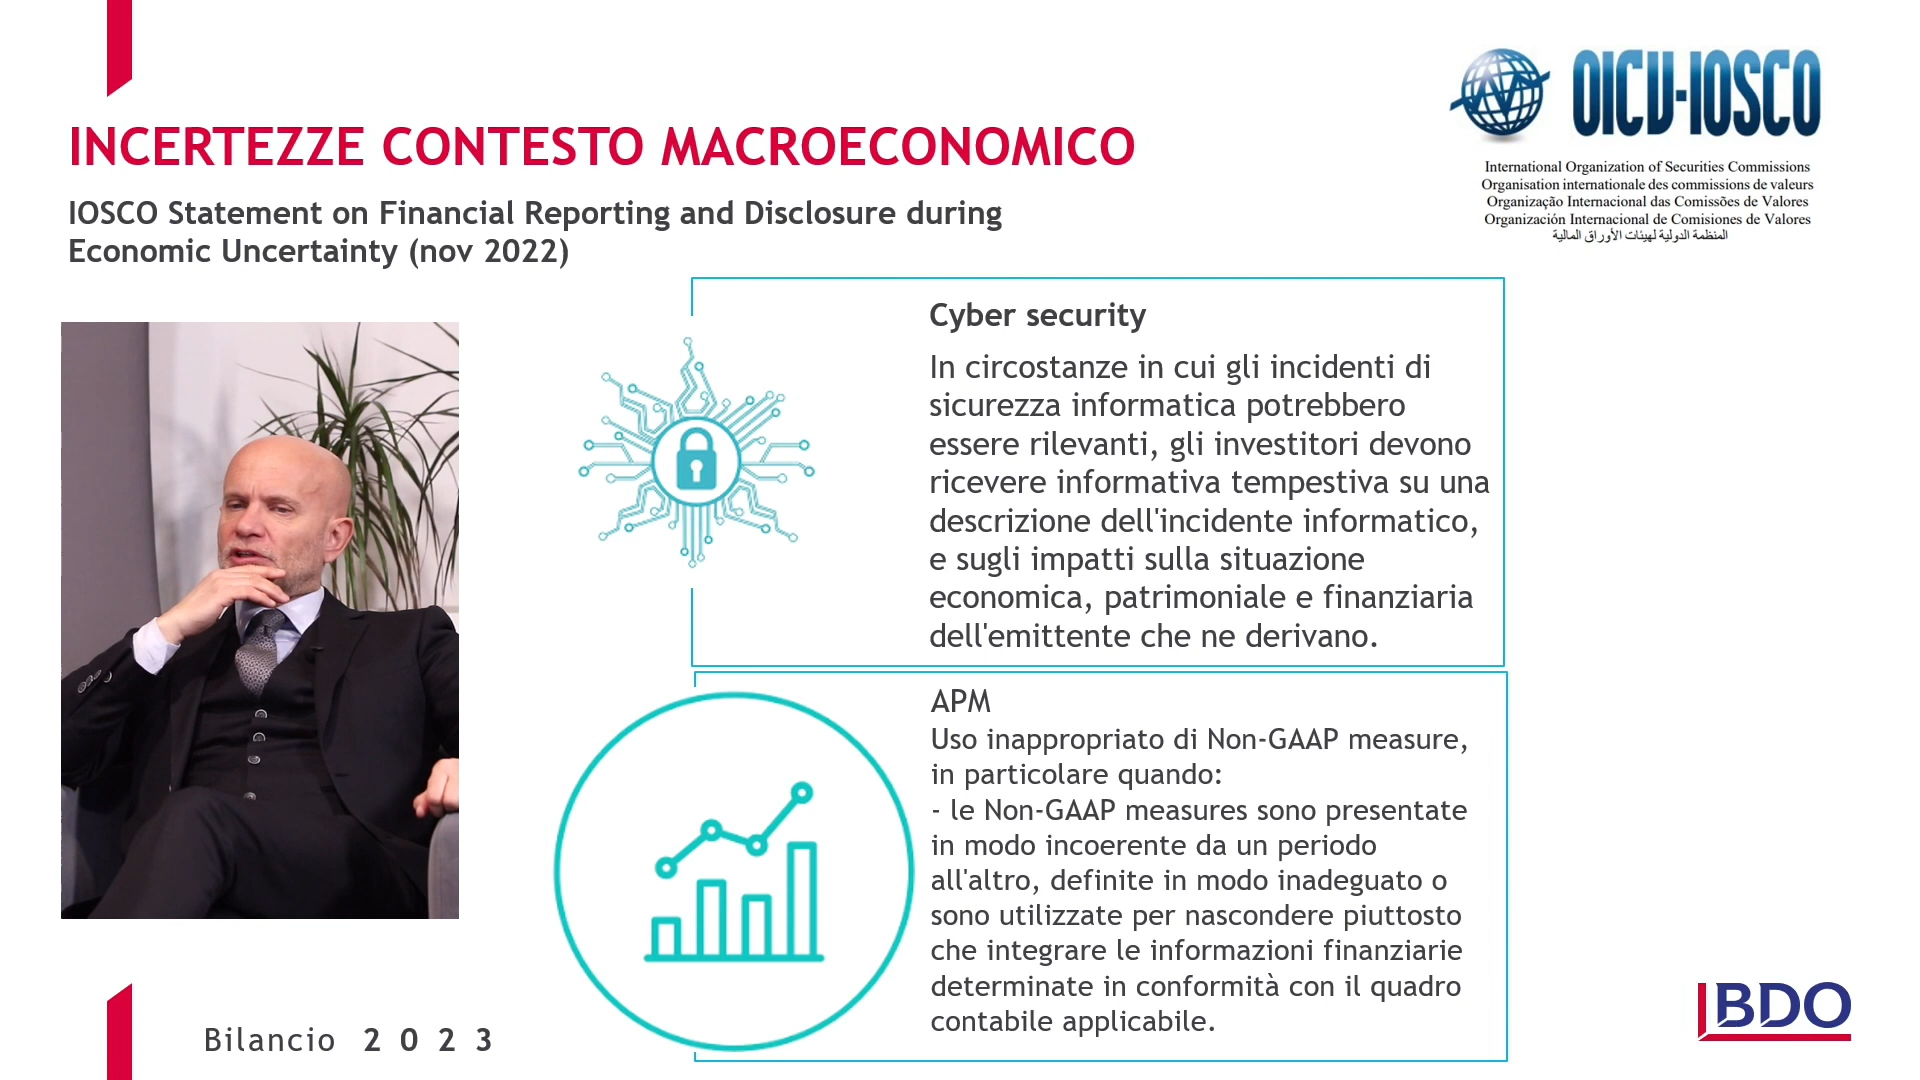 INCERTEZZE CONTESTO MACROECONOMICO
IOSCO Statement on Financial Reporting and Disclosure during
Economic Uncertainty (nov 2022)
OICU-IOSCO
International Organization of Securities Commissions
Organisation internationale des commissions de valeurs
Organização Internacional das Comissões de Valores
Organización Internacional de Comisiones de Valores
المنظمة الدولية لهيئات الأوراق المالية
Cyber security
In circostanze in cui gli incidenti di
sicurezza informatica potrebbero
essere rilevanti, gli investitori devono
ricevere informativa tempestiva su una
descrizione dell'incidente informatico,
e sugli impatti sulla situazione
economica, patrimoniale e finanziaria
dell'emittente che ne derivano.
APM
Uso inappropriato di Non-GAAP measure,
in particolare quando:
- le Non-GAAP measures sono presentate
in modo incoerente da un periodo
all'altro, definite in modo inadeguato o
sono utilizzate per nascondere piuttosto
che integrare le informazioni finanziarie
determinate in conformità con il quadro
contabile applicabile.
Bilancio 2023
BDO